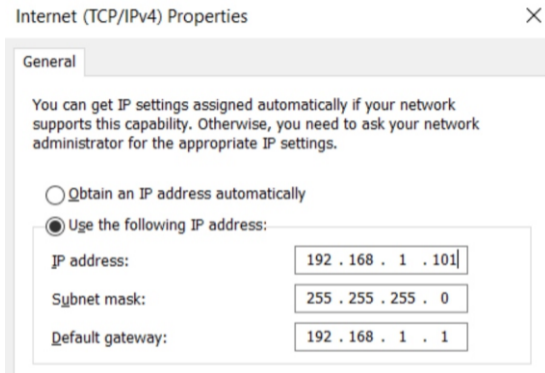 Internet (TCP/IPv4) Properties
General
You can get IP settings assigned automatically if your network
supports this capability. Otherwise, you need to ask your network
administrator for the appropriate IP settings.
Obtain an IP address automatically
Use the following IP address:
IP address: 192 . 168 . 1 . 101
Subnet mask: 255 . 255 . 255 . 0
Default gateway: 192 . 168 . 1 . 1